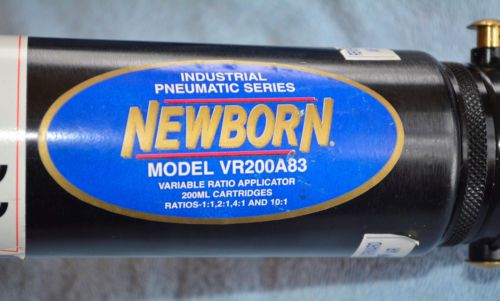 INDUSTRIAL
PNEUMATIC SERIES
NEWBORN
MODEL VR200A83
VARIABLE RATIO APPLICATOR
200ML CARTRIDGES
RATIOS-1:1,2:1,4:1 AND 10:1